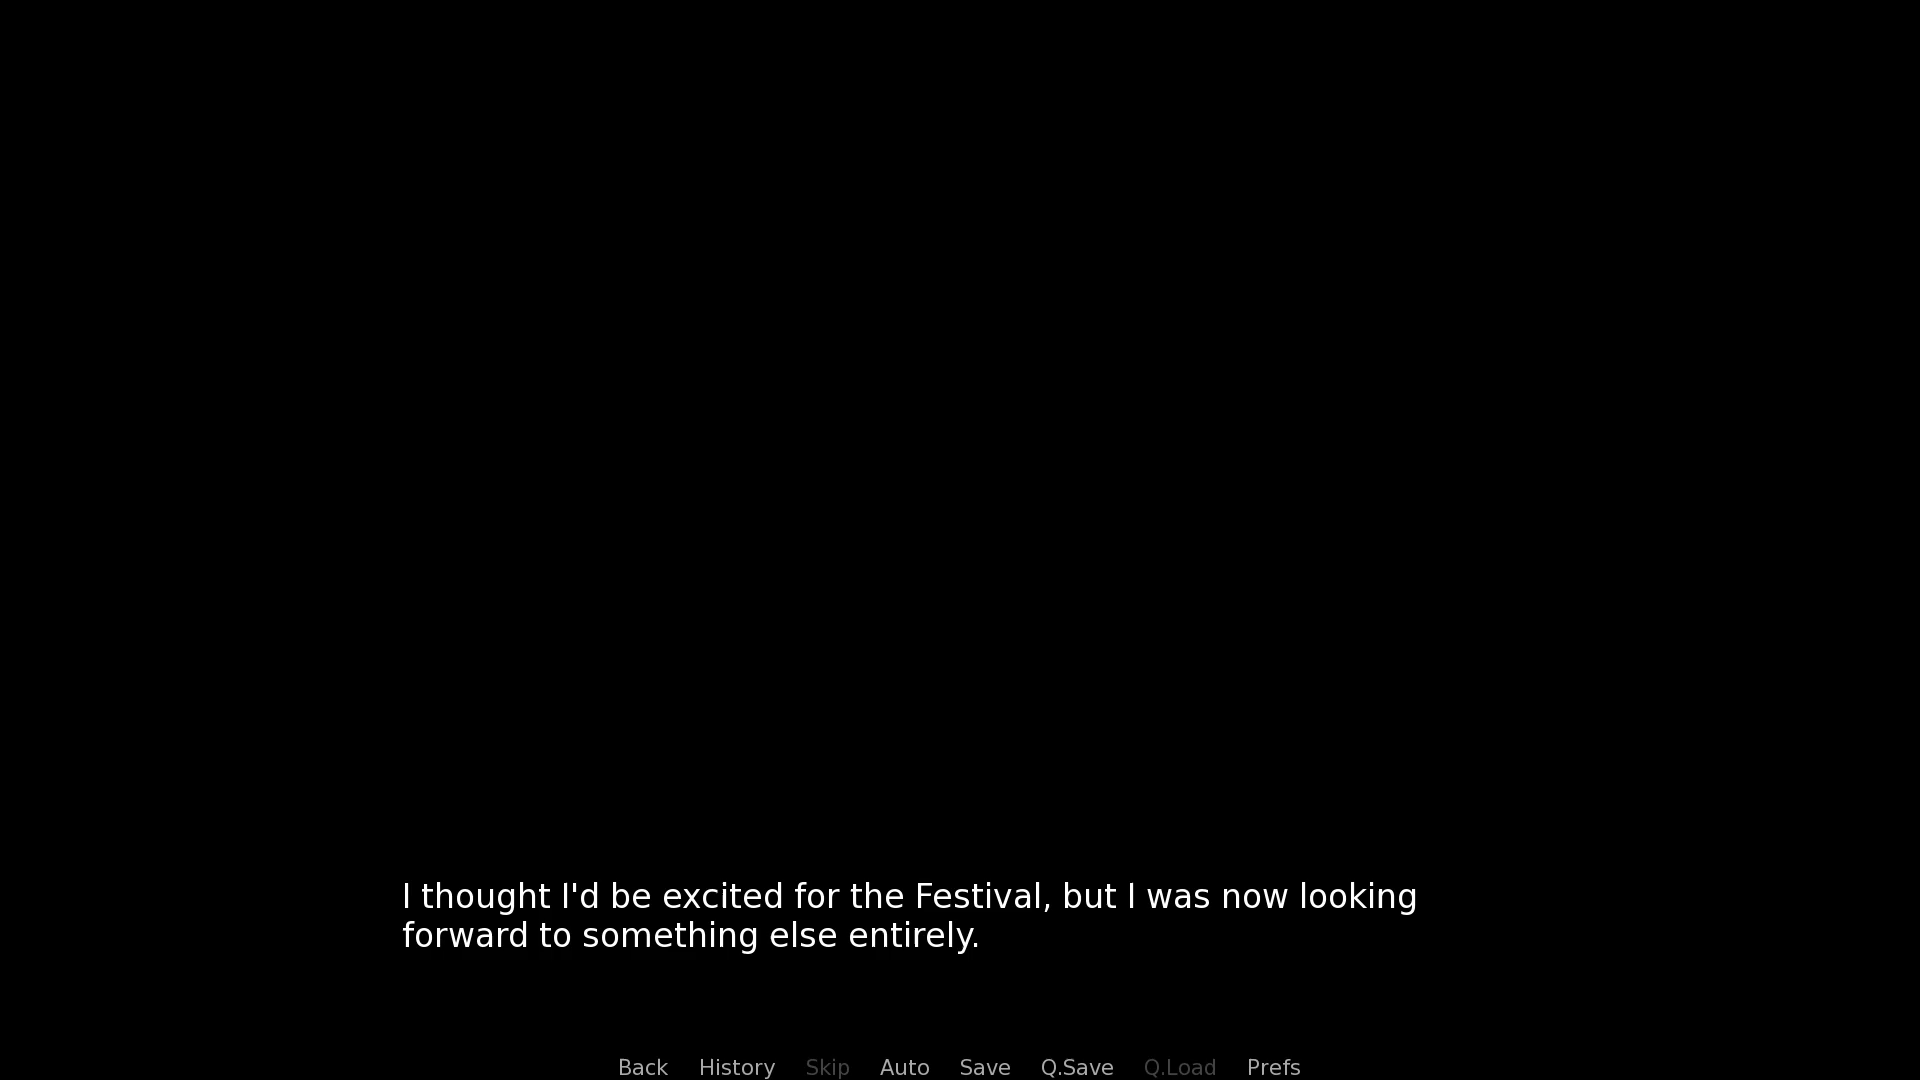 I thought I'd be excited for the Festival, but I was now looking
forward to something else entirely.
Back History Skip Auto Save Q.Save Q.Load Prefs